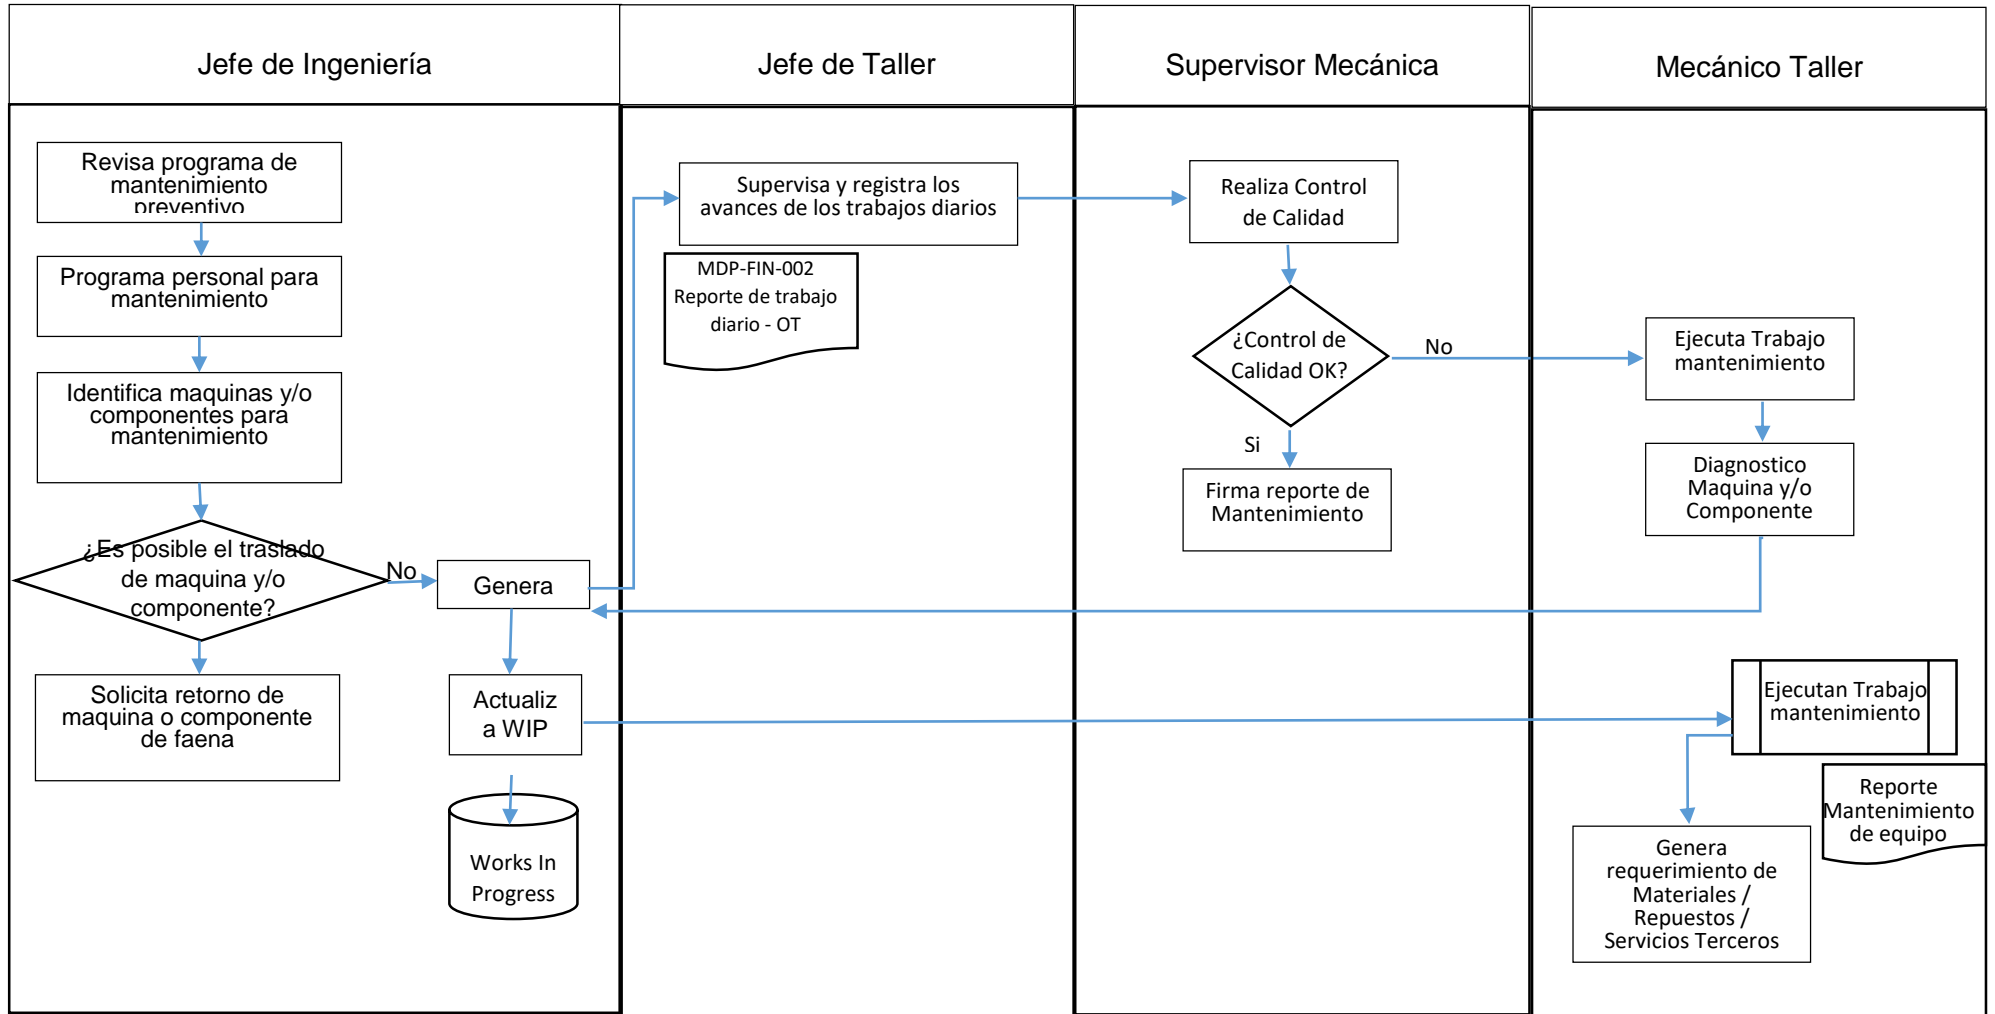 Jefe de Ingeniería
Jefe de Taller
Supervisor Mecánica
Mecánico Taller
Revisa programa de
mantenimiento
preventivo
Programa personal para
mantenimiento
Identifica maquinas y/o
componentes para
mantenimiento
¿Es posible el traslado
de maquina y/o
componente?
No
Genera
Solicita retorno de
maquina o componente
de faena
Actualiz
a WIP
Works In
Progress
Supervisa y registra los
avances de los trabajos diarios
MDP-FIN-002
Reporte de trabajo
diario - OT
Realiza Control
de Calidad
¿Control de
Calidad OK?
No
Si
Firma reporte de
Mantenimiento
Ejecuta Trabajo
mantenimiento
Diagnostico
Maquina y/o
Componente
Ejecutan Trabajo
mantenimiento
Reporte
Mantenimiento
de equipo
Genera
requerimiento de
Materiales /
Repuestos /
Servicios Terceros